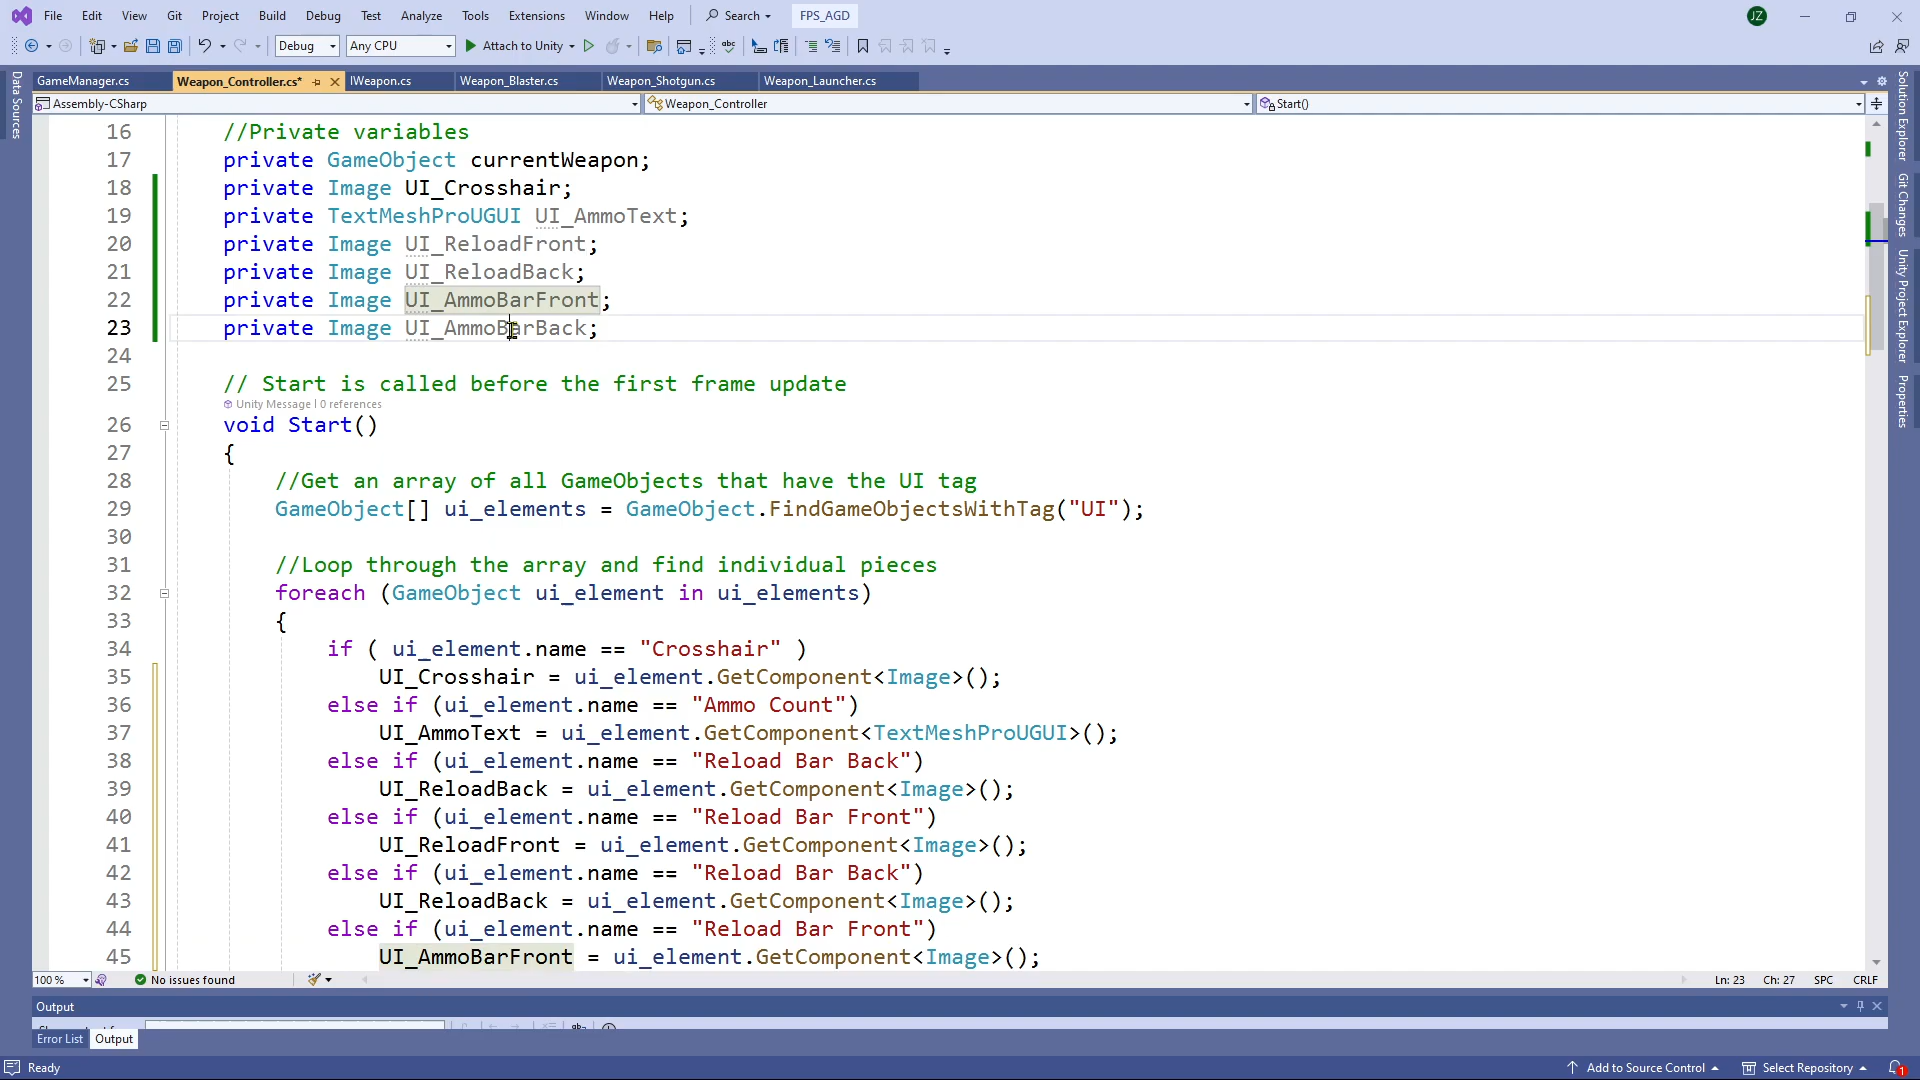 File Edit View Git Project Build Debug Test Analyze Tools Extensions Window Help Search FPS_AGD JZ
Debug Any CPU Attach to Unity
GameManager.cs Weapon_Controller.cs* IWeapon.cs Weapon_Blaster.cs Weapon_Shotgun.cs Weapon_Launcher.cs
Assembly-CSharp Weapon_Controller Start()
Data Sources
Solution Explorer
Git Changes
Unity Project Explorer
Properties
16 //Private variables
17 private GameObject currentWeapon;
18 private Image UI_Crosshair;
19 private TextMeshProUGUI UI_AmmoText;
20 private Image UI_ReloadFront;
21 private Image UI_ReloadBack;
22 private Image UI_AmmoBarFront;
23 private Image UI_AmmoBarBack;
24
25 // Start is called before the first frame update
Unity Message | 0 references
26 void Start()
27 {
28 //Get an array of all GameObjects that have the UI tag
29 GameObject[] ui_elements = GameObject.FindGameObjectsWithTag("UI");
30
31 //Loop through the array and find individual pieces
32 foreach (GameObject ui_element in ui_elements)
33 {
34 if ( ui_element.name == "Crosshair" )
35 UI_Crosshair = ui_element.GetComponent<Image>();
36 else if (ui_element.name == "Ammo Count")
37 UI_AmmoText = ui_element.GetComponent<TextMeshProUGUI>();
38 else if (ui_element.name == "Reload Bar Back")
39 UI_ReloadBack = ui_element.GetComponent<Image>();
40 else if (ui_element.name == "Reload Bar Front")
41 UI_ReloadFront = ui_element.GetComponent<Image>();
42 else if (ui_element.name == "Reload Bar Back")
43 UI_ReloadBack = ui_element.GetComponent<Image>();
44 else if (ui_element.name == "Reload Bar Front")
45 UI_AmmoBarFront = ui_element.GetComponent<Image>();
100 % No issues found Ln: 23 Ch: 27 SPC CRLF
Output
Error List Output
Ready Add to Source Control Select Repository 1